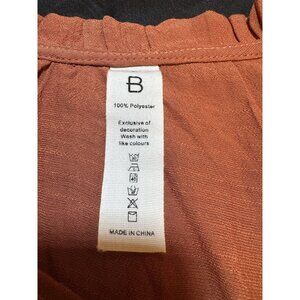 B
100% Polyester
Exclusive of
decoration
Wash with
like colours
MADE IN CHINA